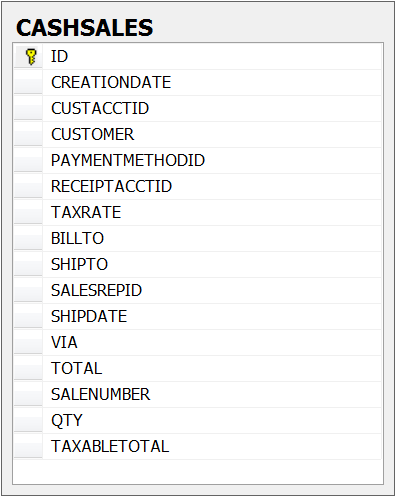 CASHSALES
ID
CREATIONDATE
CUSTACCTID
CUSTOMER
PAYMENTMETHODID
RECEIPTACCTID
TAXRATE
BILLTO
SHIPTO
SALESREPID
SHIPDATE
VIA
TOTAL
SALENUMBER
QTY
TAXABLETOTAL